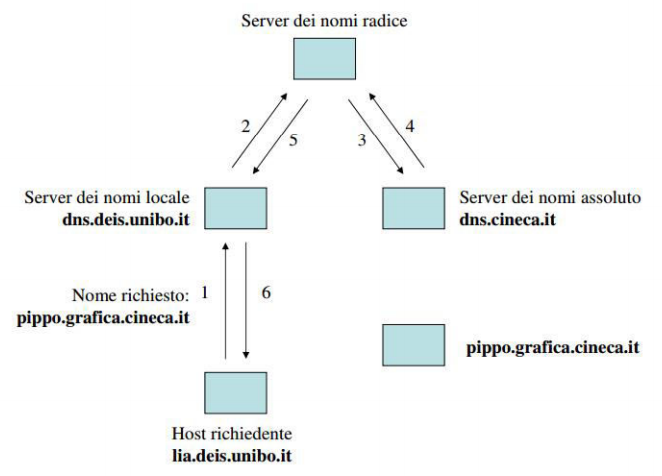 Server dei nomi radice
2
5
3
4
Server dei nomi locale
dns.deis.unibo.it
Server dei nomi assoluto
dns.cineca.it
Nome richiesto:
pippo.grafica.cineca.it
1
6
pippo.grafica.cineca.it
Host richiedente
lia.deis.unibo.it